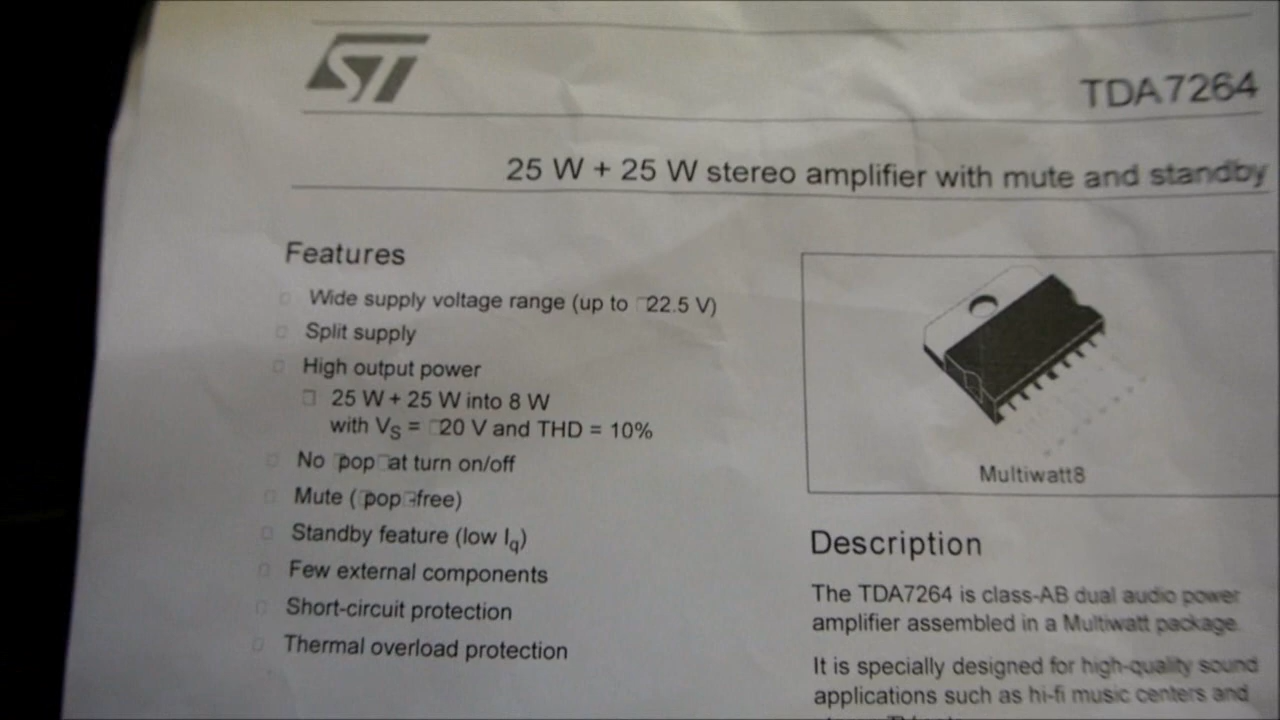 ST
TDA7264
25 W + 25 W stereo amplifier with mute and standby
Features
□ Wide supply voltage range (up to □22.5 V)
□ Split supply
□ High output power
□ 25 W + 25 W into 8 W
with VS = □20 V and THD = 10%
□ No □pop□at turn on/off
□ Mute (□pop□-free)
□ Standby feature (low Iq)
□ Few external components
□ Short-circuit protection
□ Thermal overload protection
Multiwatt8
Description
The TDA7264 is class-AB dual audio power
amplifier assembled in a Multiwatt package.
It is specially designed for high-quality sound
applications such as hi-fi music centers and